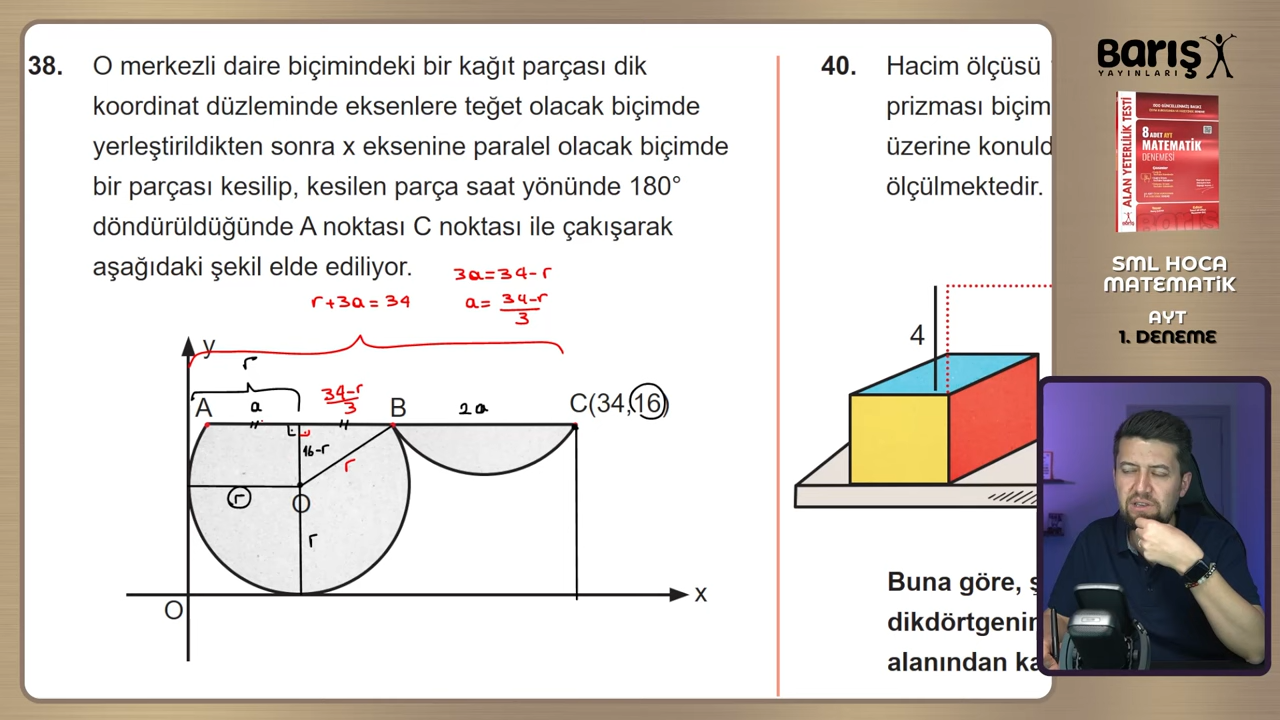 38. O merkezli daire biçimindeki bir kağıt parçası dik
koordinat düzleminde eksenlere teğet olacak biçimde
yerleştirildikten sonra x eksenine paralel olacak biçimde
bir parçası kesilip, kesilen parça saat yönünde 180°
döndürüldüğünde A noktası C noktası ile çakışarak
aşağıdaki şekil elde ediliyor.
3a=34-r
r+3a=34
a=34-r/3
y
r
34-r/3
A
a
B
2a
C(34,16)
16-r
r
r
O
r
x
O
40. Hacim ölçüsü
prizması biçim
üzerine konuld
ölçülmektedir.
4
Buna göre, ş
dikdörtgenin
alanından ka
BARIŞ
YAYINLARI
ALAN YETERLİLİK TESTİ
8 ADET AYT
MATEMATİK
DENEMESİ
BARIŞ
SML HOCA
MATEMATİK
AYT
1. DENEME